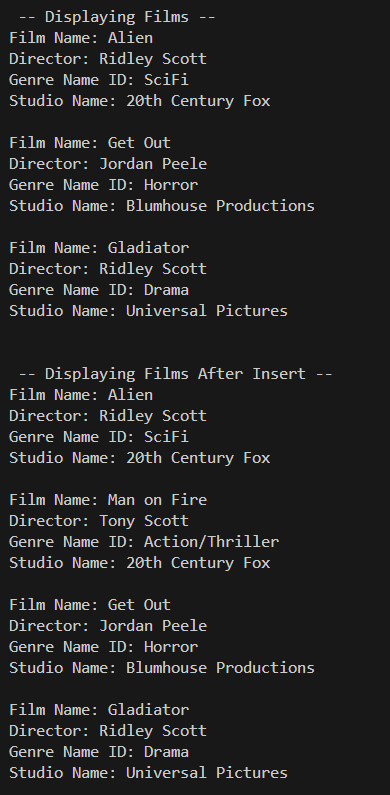 -- Displaying Films --
Film Name: Alien
Director: Ridley Scott
Genre Name ID: SciFi
Studio Name: 20th Century Fox

Film Name: Get Out
Director: Jordan Peele
Genre Name ID: Horror
Studio Name: Blumhouse Productions

Film Name: Gladiator
Director: Ridley Scott
Genre Name ID: Drama
Studio Name: Universal Pictures

-- Displaying Films After Insert --
Film Name: Alien
Director: Ridley Scott
Genre Name ID: SciFi
Studio Name: 20th Century Fox

Film Name: Man on Fire
Director: Tony Scott
Genre Name ID: Action/Thriller
Studio Name: 20th Century Fox

Film Name: Get Out
Director: Jordan Peele
Genre Name ID: Horror
Studio Name: Blumhouse Productions

Film Name: Gladiator
Director: Ridley Scott
Genre Name ID: Drama
Studio Name: Universal Pictures